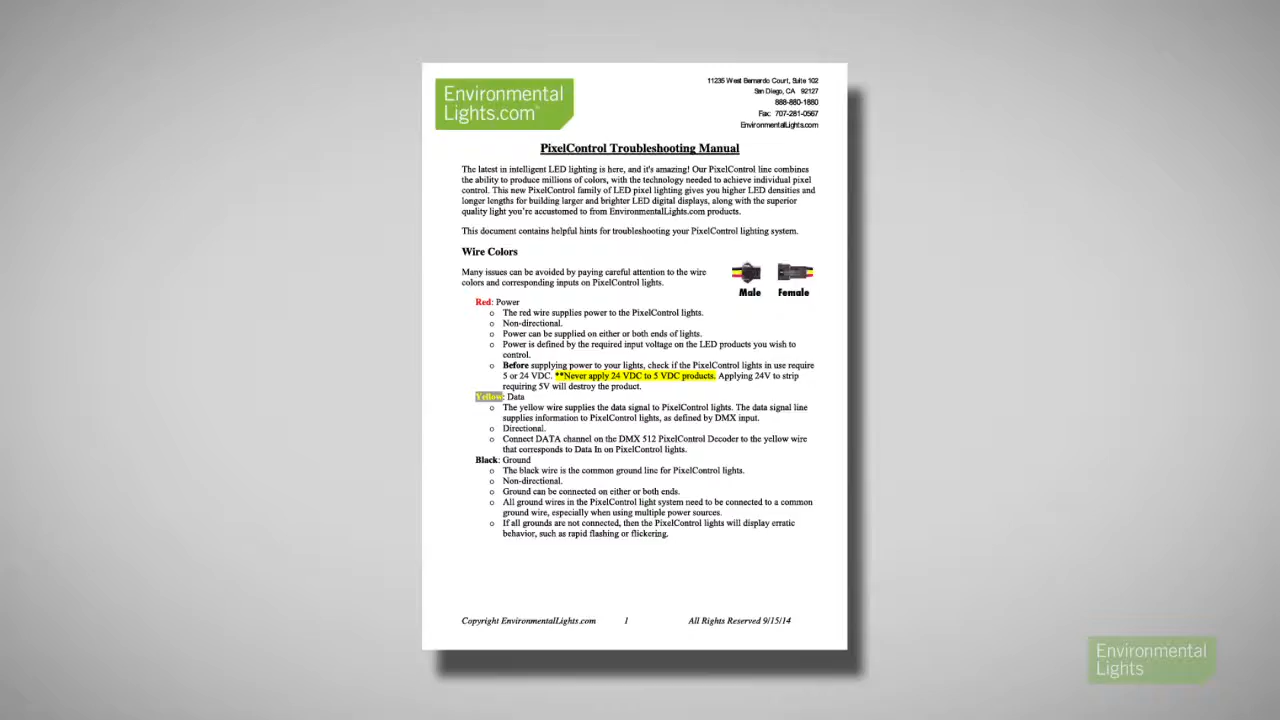 Environmental
Lights.com
11235 West Bernardo Court, Suite 102
San Diego, CA 92127
888-880-1880
Fax: 707-281-0567
EnvironmentalLights.com
PixelControl Troubleshooting Manual
The latest in intelligent LED lighting is here, and it's amazing! Our PixelControl line combines
the ability to produce millions of colors, with the technology needed to achieve individual pixel
control. This new PixelControl family of LED pixel lighting gives you higher LED densities and
longer lengths for building larger and brighter LED digital displays, along with the superior
quality light you're accustomed to from EnvironmentalLights.com products.
This document contains helpful hints for troubleshooting your PixelControl lighting system.
Wire Colors
Many issues can be avoided by paying careful attention to the wire
colors and corresponding inputs on PixelControl lights.
Male Female
Red: Power
o The red wire supplies power to the PixelControl lights.
o Non-directional.
o Power can be supplied on either or both ends of lights.
o Power is defined by the required input voltage on the LED products you wish to
control.
o Before supplying power to your lights, check if the PixelControl lights in use require
5 or 24 VDC. **Never apply 24 VDC to 5 VDC products. Applying 24V to strip
requiring 5V will destroy the product.
Yellow: Data
o The yellow wire supplies the data signal to PixelControl lights. The data signal line
supplies information to PixelControl lights, as defined by DMX input.
o Directional.
o Connect DATA channel on the DMX 512 PixelControl Decoder to the yellow wire
that corresponds to Data In on PixelControl lights.
Black: Ground
o The black wire is the common ground line for PixelControl lights.
o Non-directional.
o Ground can be connected on either or both ends.
o All ground wires in the PixelControl light system need to be connected to a common
ground wire, especially when using multiple power sources.
o If all grounds are not connected, then the PixelControl lights will display erratic
behavior, such as rapid flashing or flickering.
Copyright EnvironmentalLights.com 1 All Rights Reserved 9/15/14
Environmental
Lights